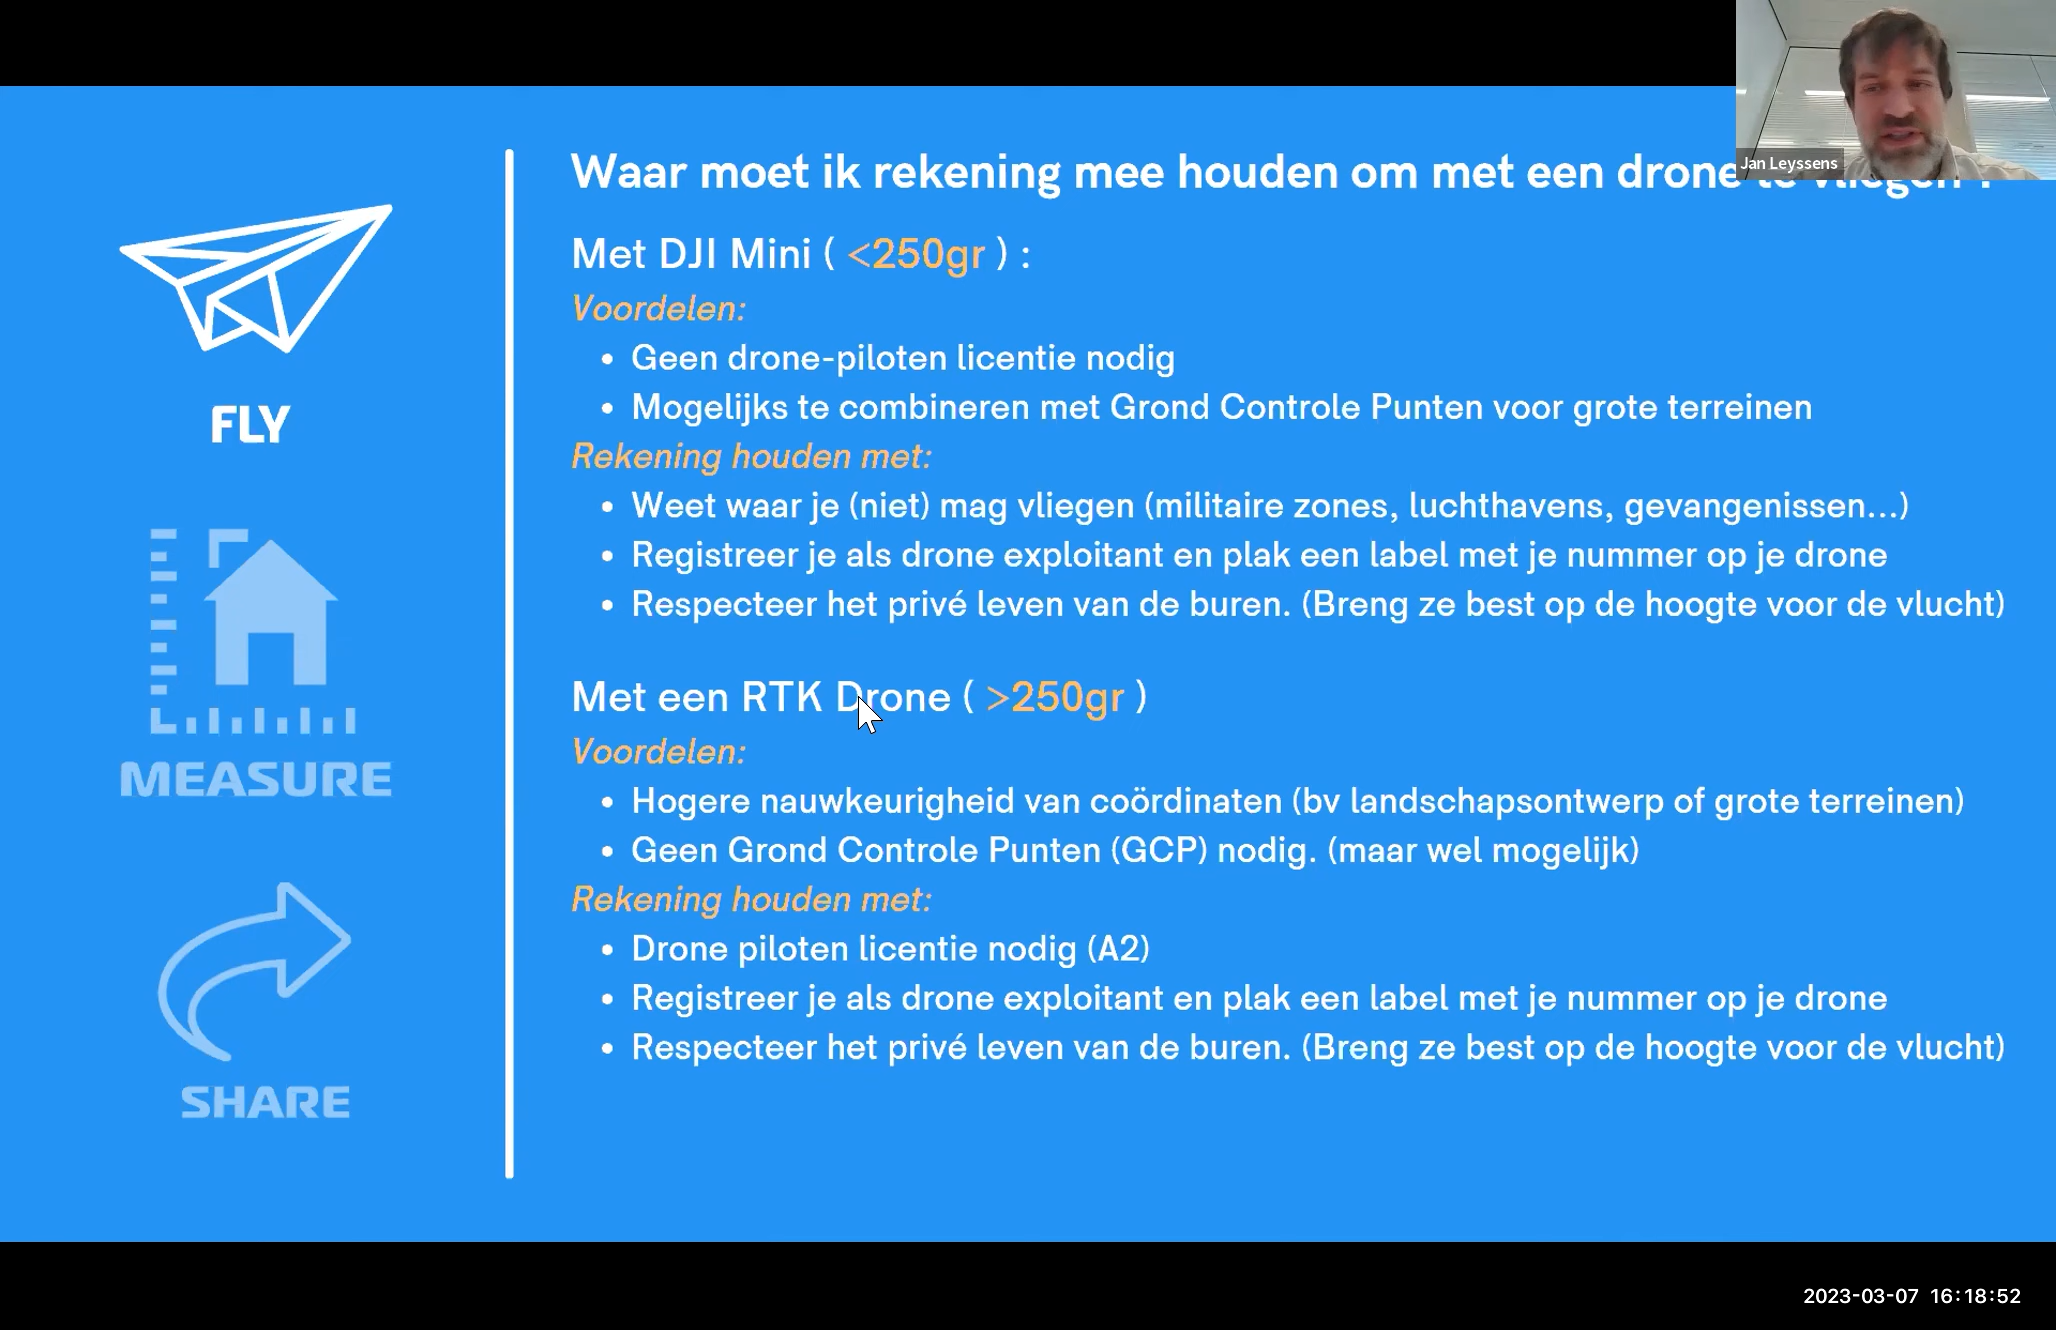 Jan Leyssens
Waar moet ik rekening mee houden om met een drone te vliegen ?
FLY
MEASURE
SHARE
Met DJI Mini ( <250gr ) :
Voordelen:
• Geen drone-piloten licentie nodig
• Mogelijks te combineren met Grond Controle Punten voor grote terreinen
Rekening houden met:
• Weet waar je (niet) mag vliegen (militaire zones, luchthavens, gevangenissen...)
• Registreer je als drone exploitant en plak een label met je nummer op je drone
• Respecteer het privé leven van de buren. (Breng ze best op de hoogte voor de vlucht)
Met een RTK Drone ( >250gr )
Voordelen:
• Hogere nauwkeurigheid van coördinaten (bv landschapsontwerp of grote terreinen)
• Geen Grond Controle Punten (GCP) nodig. (maar wel mogelijk)
Rekening houden met:
• Drone piloten licentie nodig (A2)
• Registreer je als drone exploitant en plak een label met je nummer op je drone
• Respecteer het privé leven van de buren. (Breng ze best op de hoogte voor de vlucht)
2023-03-07 16:18:52